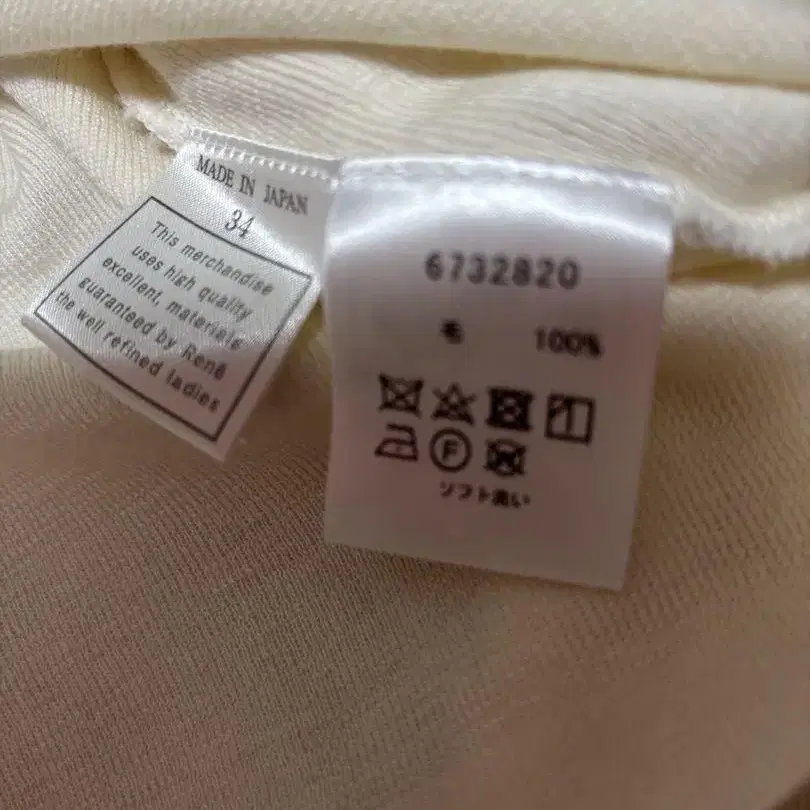 MADE IN JAPAN
34
This merchandise
uses high quality
excellent, materials
guaranteed by René
the well refined ladies
6732820
毛 100%
F
ソフト洗い